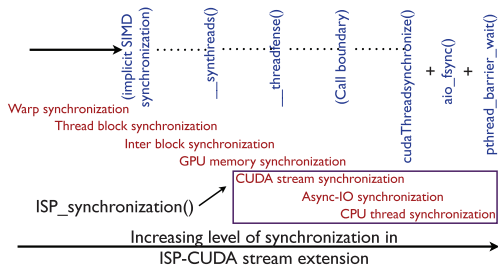 (implicit SIMD
synchronization)
__synthreads()
__threadfense()
(Call boundary)
cudaThreadsynchronize()
+
aio_fsync()
+
pthread_barrier_wait()
Warp synchronization
Thread block synchronization
Inter block synchronization
GPU memory synchronization
CUDA stream synchronization
Async-IO synchronization
CPU thread synchronization
ISP_synchronization()
Increasing level of synchronization in
ISP-CUDA stream extension